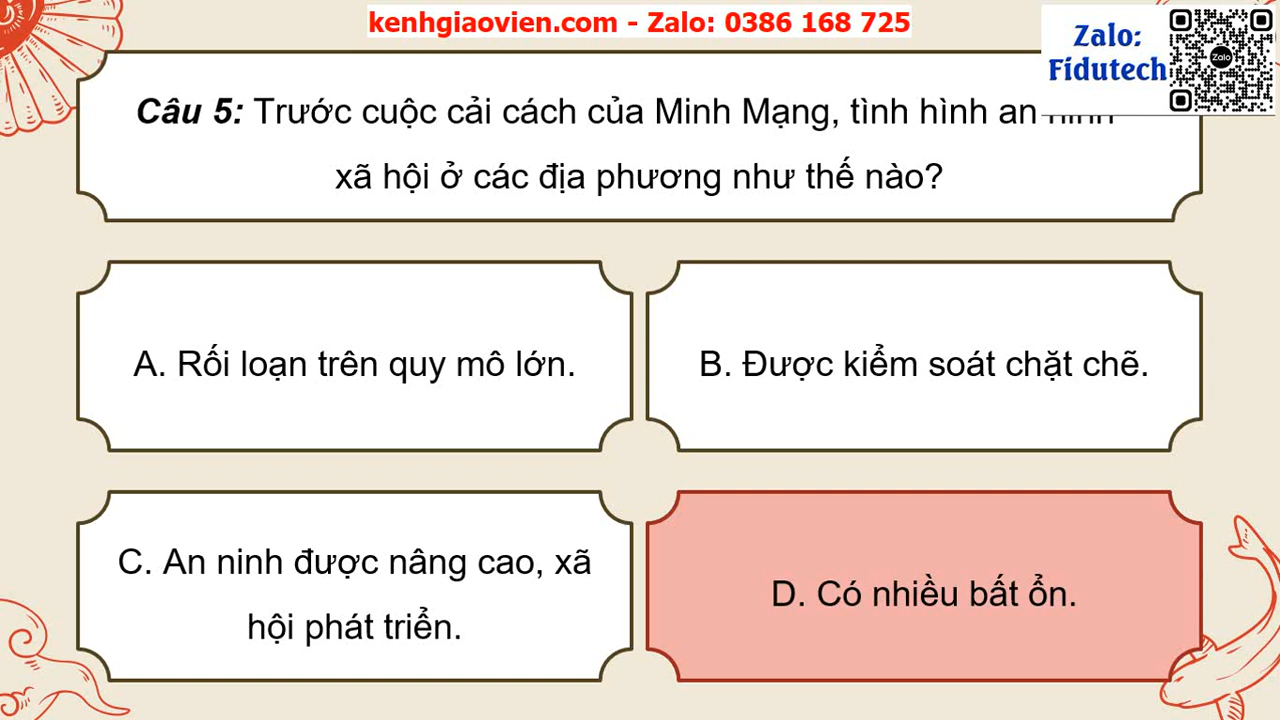 kenhgiaovien.com - Zalo: 0386 168 725
Zalo:
Fidutech
Zalo
Câu 5: Trước cuộc cải cách của Minh Mạng, tình hình an ninh
xã hội ở các địa phương như thế nào?
A. Rối loạn trên quy mô lớn.
B. Được kiểm soát chặt chẽ.
C. An ninh được nâng cao, xã
hội phát triển.
D. Có nhiều bất ổn.